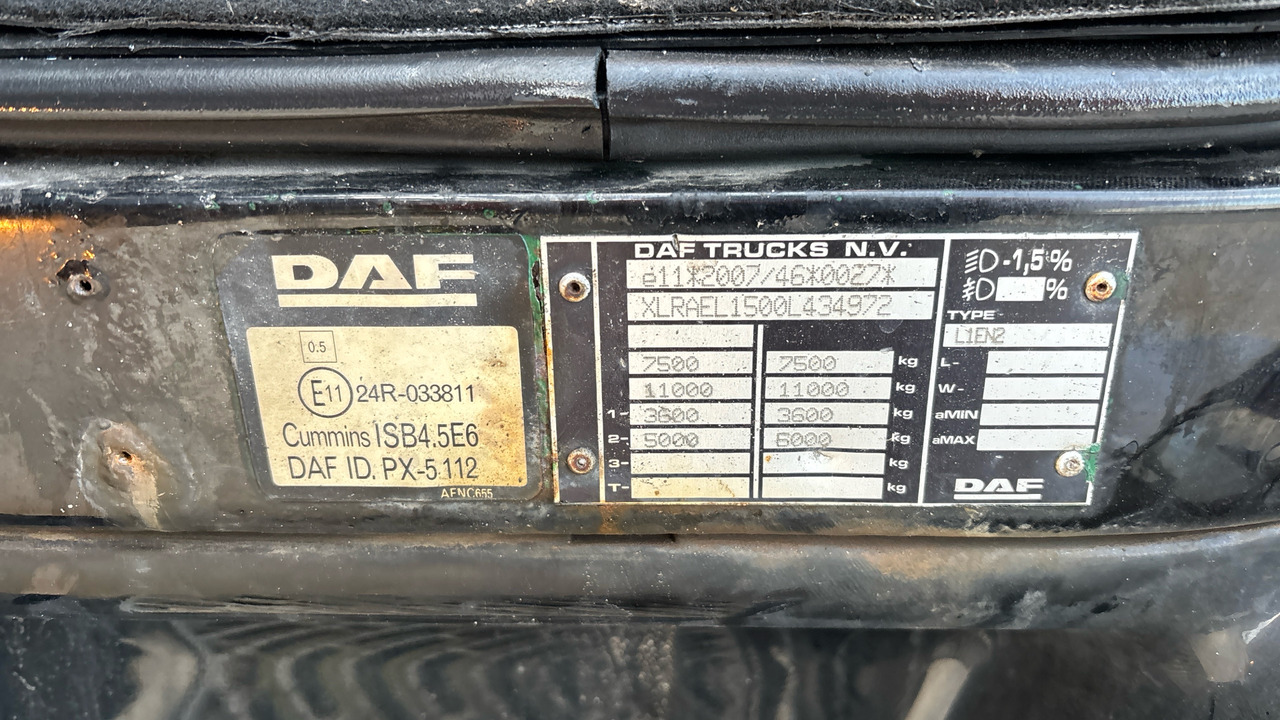 DAF
0.5
E11 24R-033811
Cummins ISB4.5E6
DAF ID. PX-5.112
AENC655
DAF TRUCKS N.V.
e11*2007/46*0027*
XLRAEL1500L434972
7500 7500 kg
11000 11000 kg
1- 3600 3600 kg
2- 5000 6000 kg
3- kg
T- kg
-1,5%
%
TYPE
L1EN2
L-
W-
aMIN
aMAX
DAF